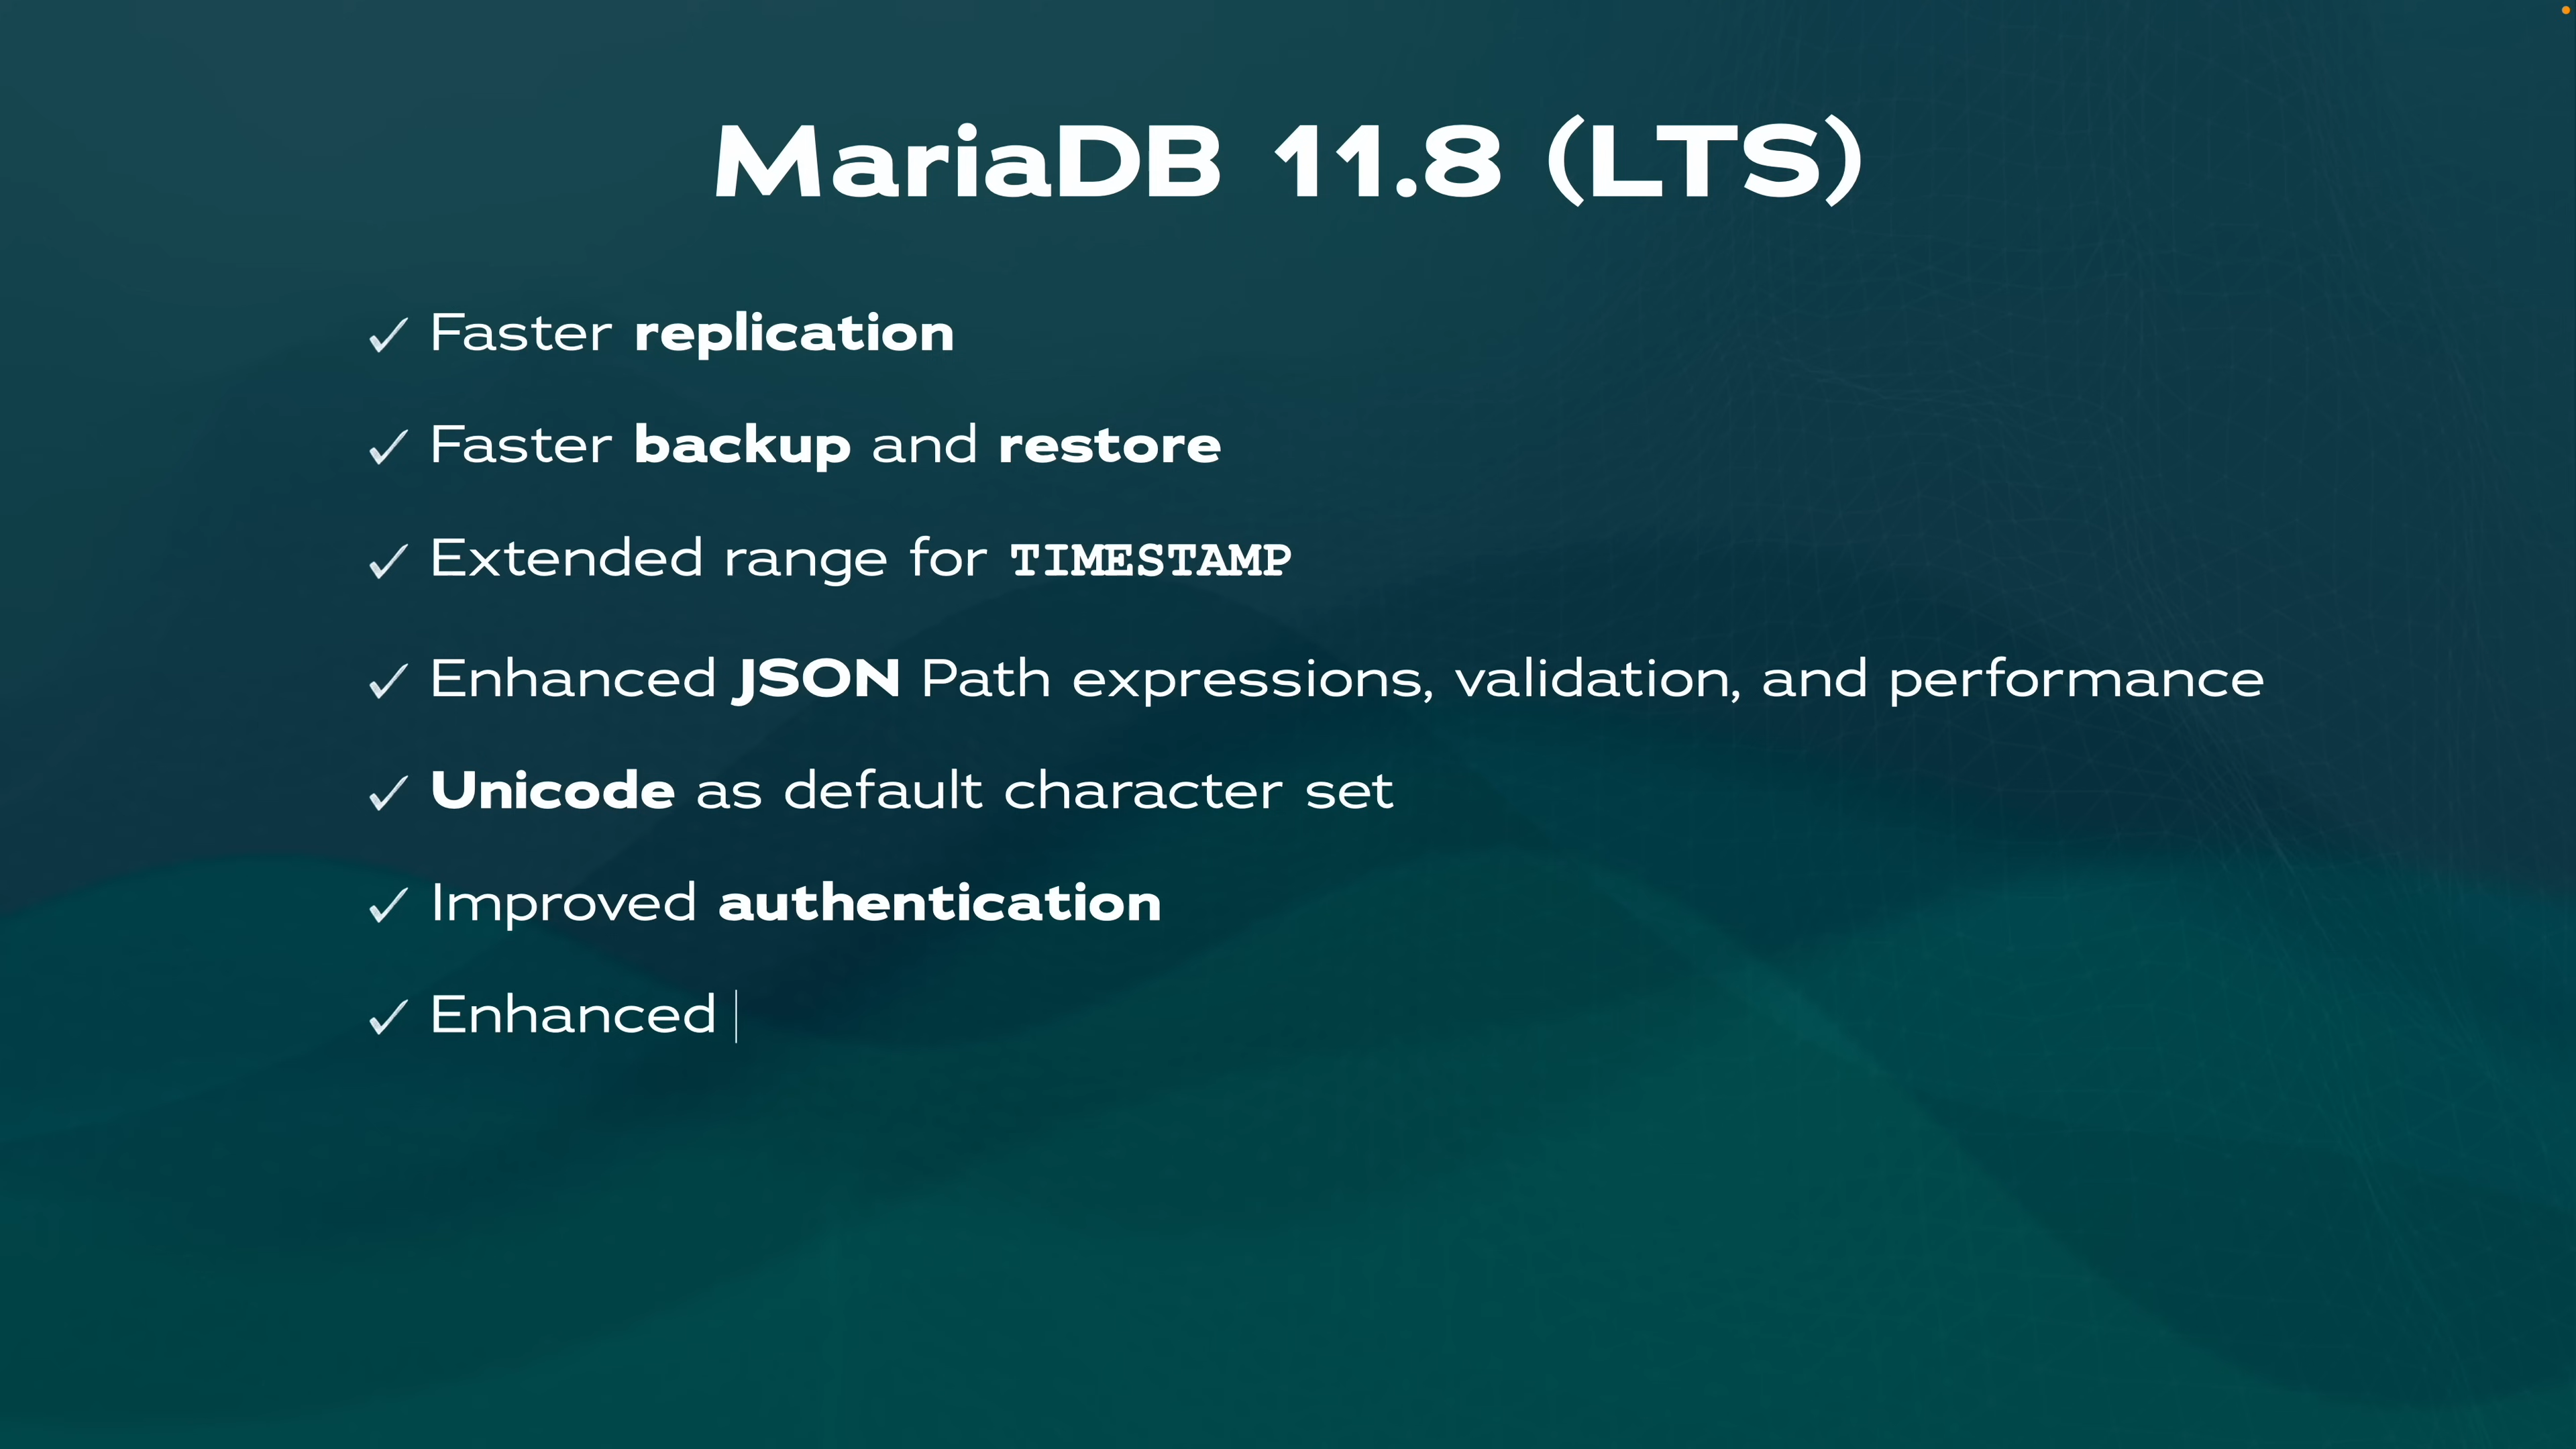 MariaDB 11.8 (LTS)
✓ Faster replication
✓ Faster backup and restore
✓ Extended range for TIMESTAMP
✓ Enhanced JSON Path expressions, validation, and performance
✓ Unicode as default character set
✓ Improved authentication
✓ Enhanced